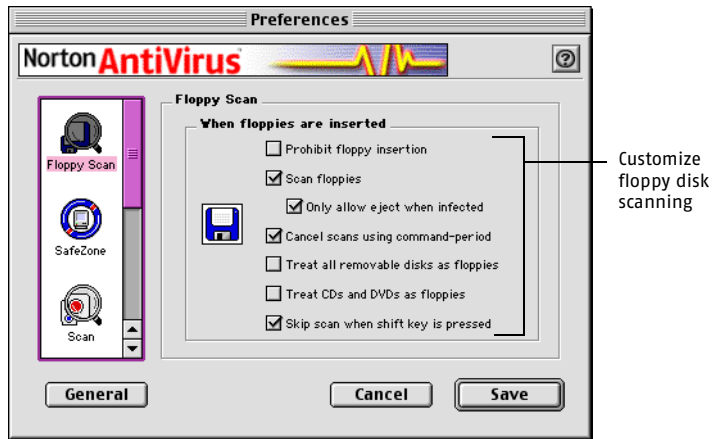 Preferences
Norton AntiVirus
Floppy Scan
SafeZone
Scan
Floppy Scan
When floppies are inserted
Prohibit floppy insertion
Scan floppies
Only allow eject when infected
Cancel scans using command-period
Treat all removable disks as floppies
Treat CDs and DVDs as floppies
Skip scan when shift key is pressed
General
Cancel
Save
Customize
floppy disk
scanning